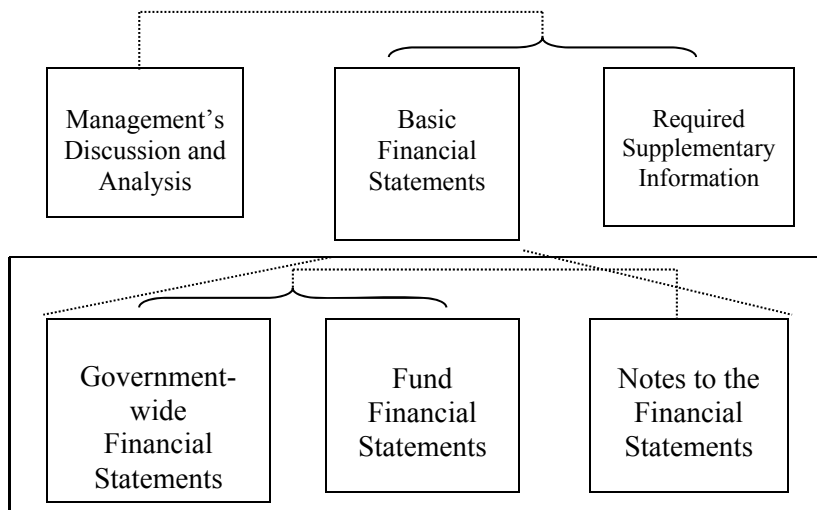 Management’s
Discussion and
Analysis
Basic
Financial
Statements
Required
Supplementary
Information
Government-
wide
Financial
Statements
Fund
Financial
Statements
Notes to the
Financial
Statements